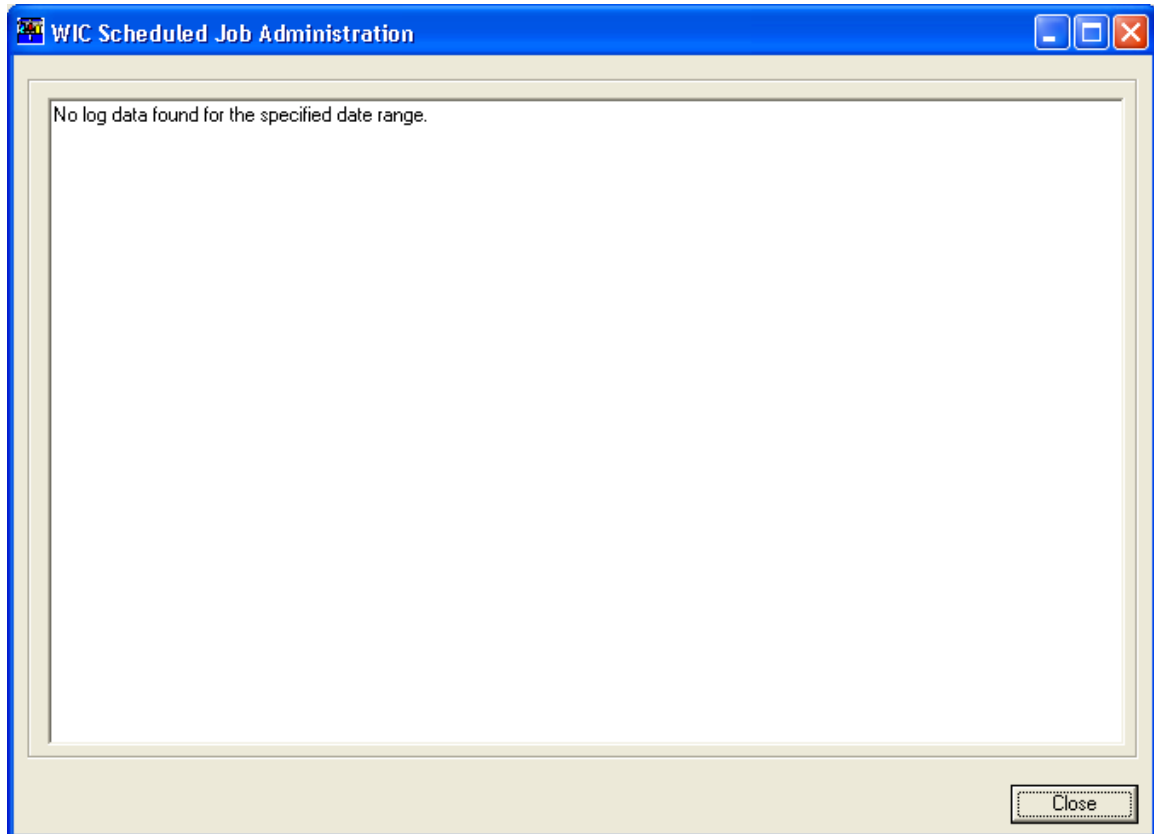 WIC Scheduled Job Administration
No log data found for the specified date range.
Close